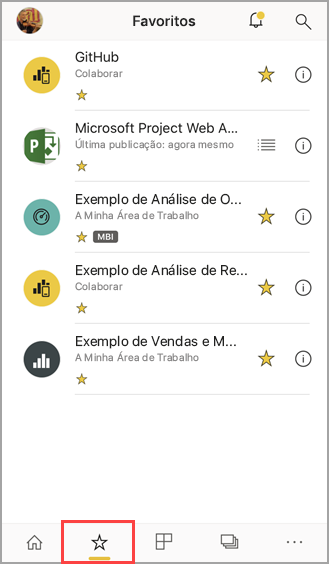 Favoritos
GitHub
Colaborar
Microsoft Project Web A...
Última publicação: agora mesmo
Exemplo de Análise de O...
A Minha Área de Trabalho
MBI
Exemplo de Análise de Re...
Colaborar
Exemplo de Vendas e M...
A Minha Área de Trabalho